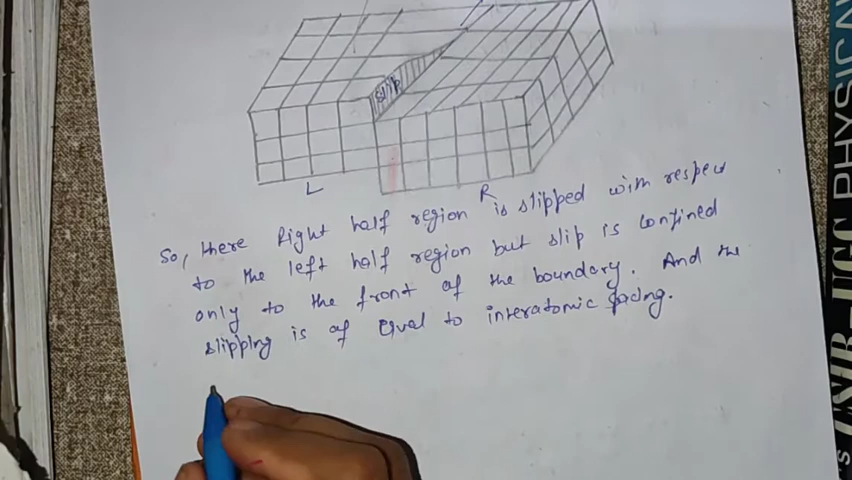 slip
L
R
So, there Right half region is slipped with respect
to the left half region but slip is confined
only to the front of the boundary. And the
slipping is of Equal to interatomic spacing.
CSIR-UGC PHYSICAL